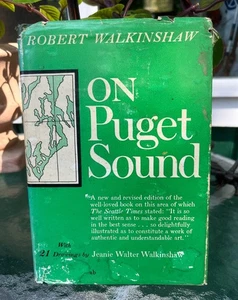 ROBERT WALKINSHAW
ON
Puget
Sound
"A new and revised edition of the
well-loved book on this area of which
The Seattle Times stated: "It is so
well written as to make good reading
in the best sense . . . so delightfully
illustrated as to constitute a work of
authentic and understandable art."
With
21 Drawings by Jeanie Walter Walkinshaw